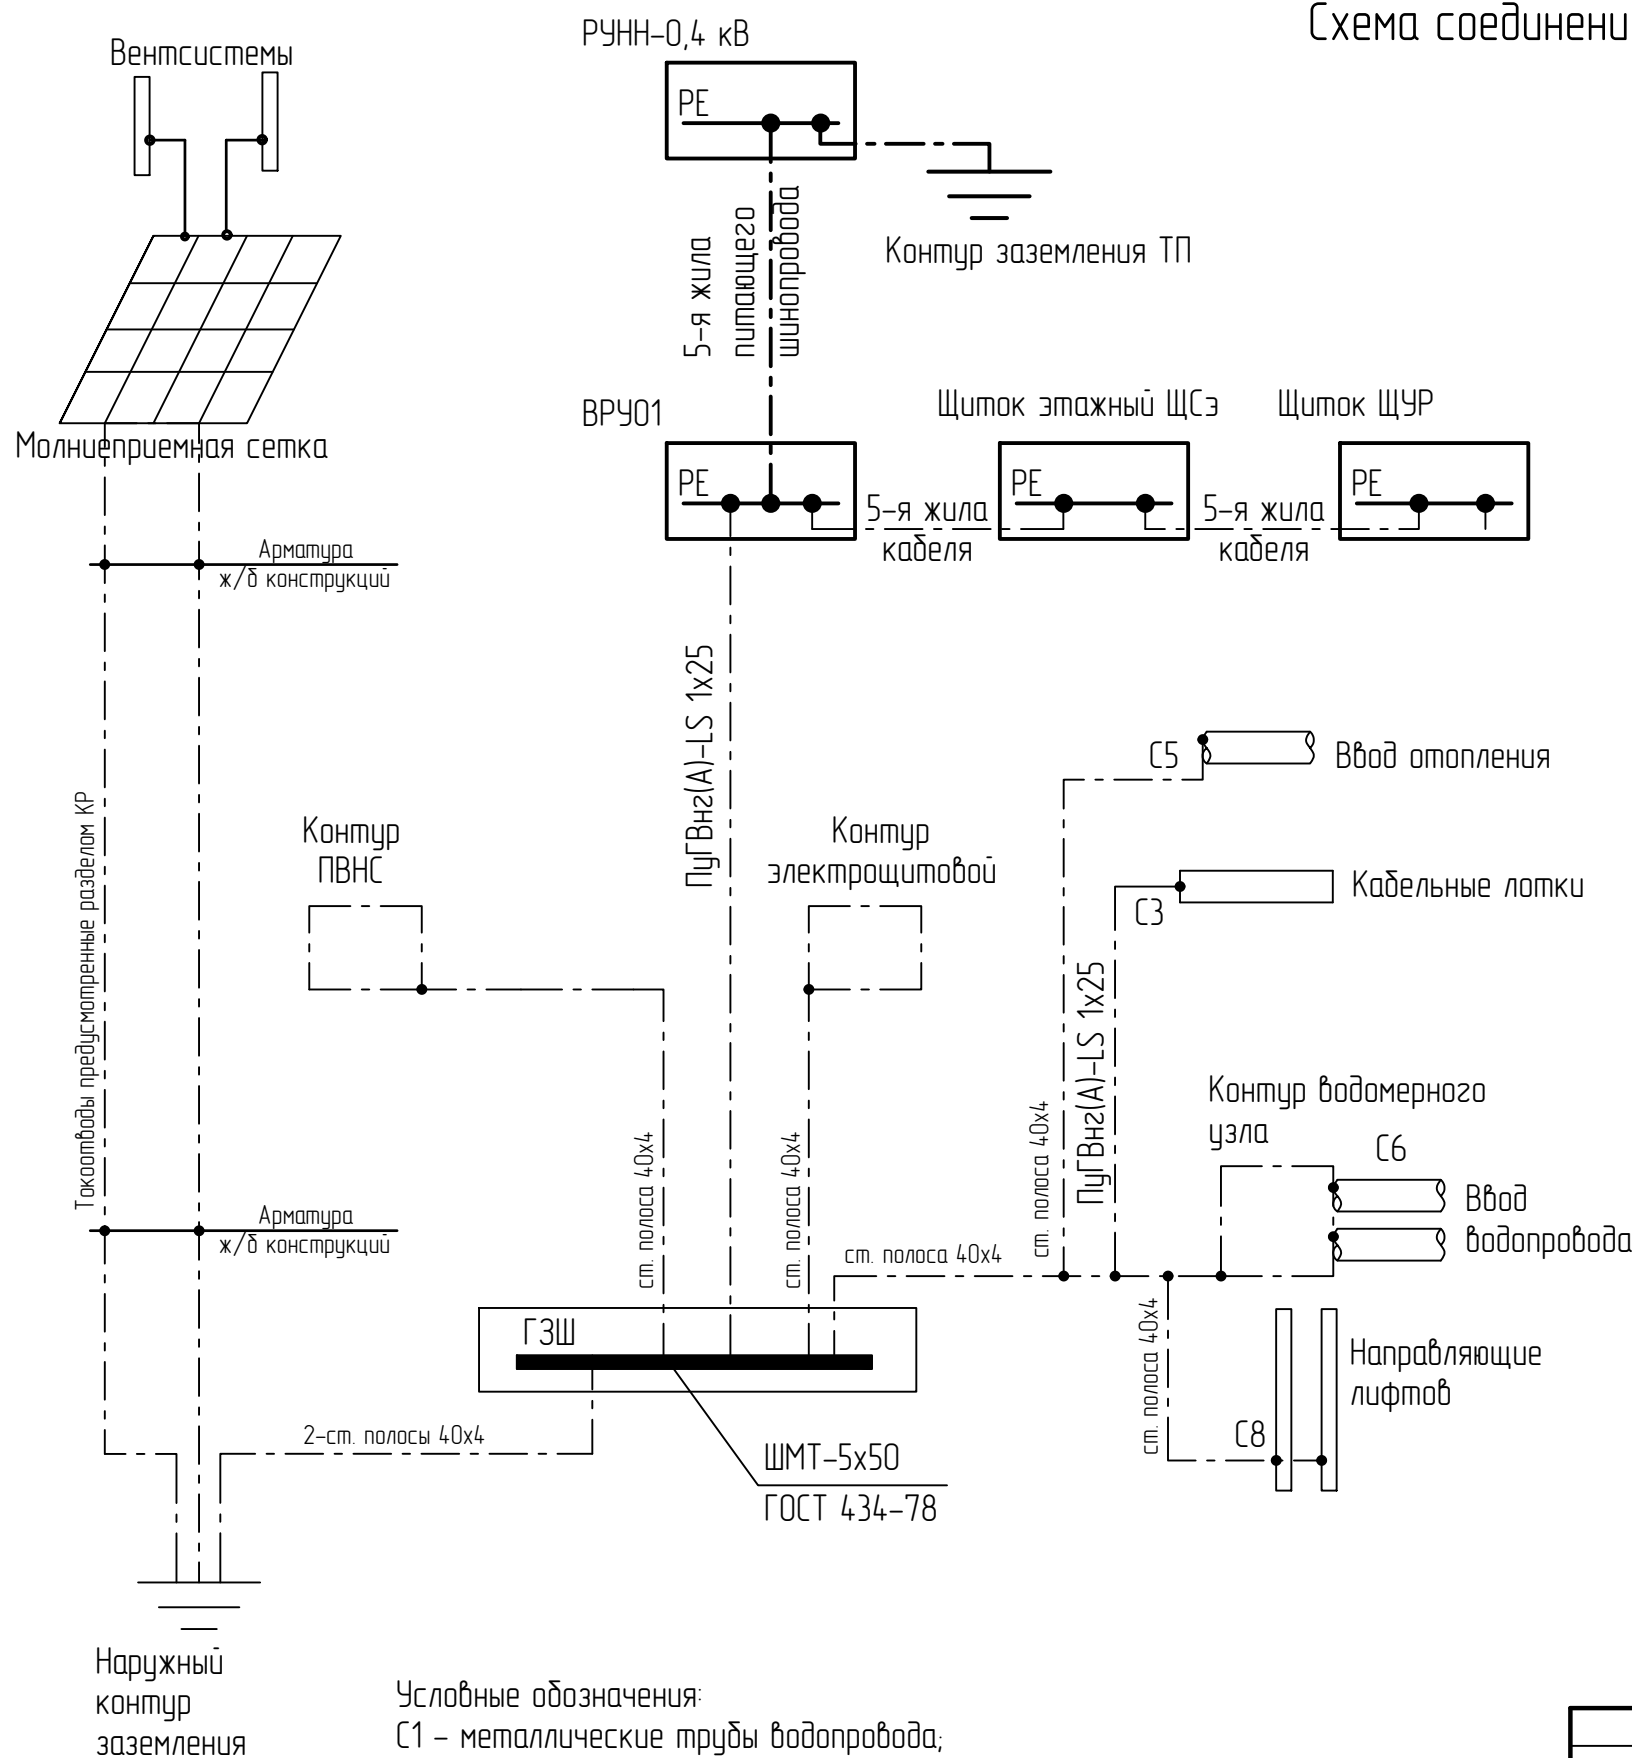 Схема соединени
Вентсистемы
РУНН-0,4 кВ
PE
5-я жила
питающего
шинопровода
Контур заземления ТП
Молниеприемная сетка
ВРУ01
Щиток этажный ЩСэ
Щиток ЩУР
PE
5-я жила
кабеля
PE
5-я жила
кабеля
PE
Арматура
ж/б конструкций
ПуГВнг(А)-LS 1x25
С5
Ввод отопления
Токоотводы предусмотренные разделом КР
Контур
ПВНС
Контур
электрощитовой
С3
Кабельные лотки
ПуГВнг(А)-LS 1x25
ст. полоса 40х4
Контур водомерного
узла
С6
Ввод
водопровода
ст. полоса 40х4
ст. полоса 40х4
ст. полоса 40х4
Арматура
ж/б конструкций
ГЗШ
ст. полоса 40х4
Направляющие
лифтов
С8
2-ст. полосы 40х4
ШМТ-5х50
ГОСТ 434-78
Наружный
контур
заземления
Условные обозначения:
С1 - металлические трубы водопровода;